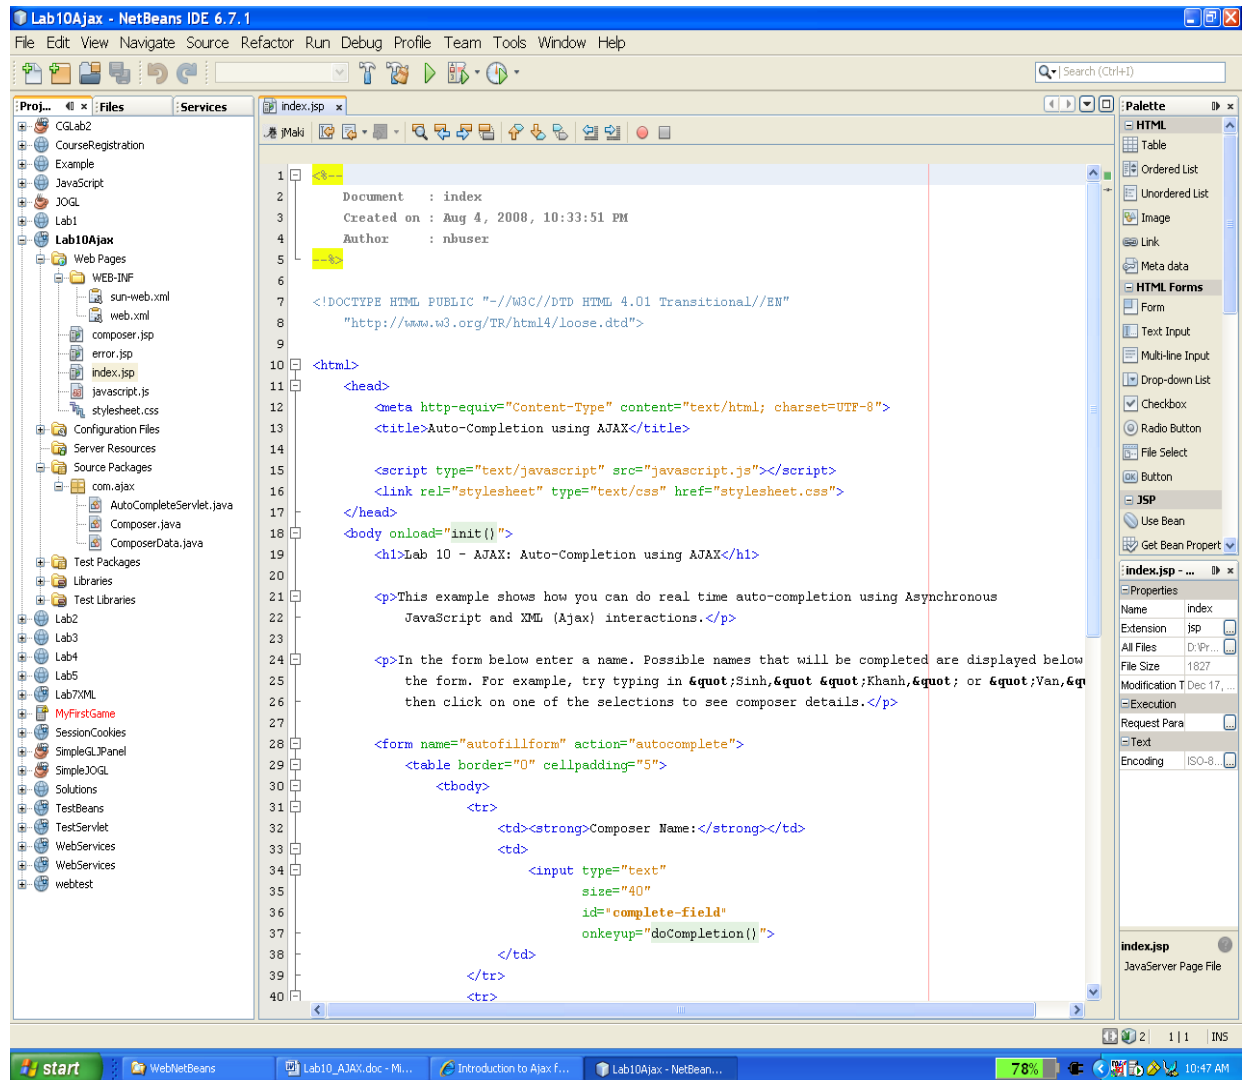 Lab10Ajax - NetBeans IDE 6.7.1
File Edit View Navigate Source Refactor Run Debug Profile Team Tools Window Help
Search (Ctrl+I)
Proj... Files Services
CGLab2
CourseRegistration
Example
JavaScript
JOGL
Lab1
Lab10Ajax
Web Pages
WEB-INF
sun-web.xml
web.xml
composer.jsp
error.jsp
index.jsp
javascript.js
stylesheet.css
Configuration Files
Server Resources
Source Packages
com.ajax
AutoCompleteServlet.java
Composer.java
ComposerData.java
Test Packages
Libraries
Test Libraries
Lab2
Lab3
Lab4
Lab5
Lab7XML
MyFirstGame
SessionCookies
SimpleGLJPanel
SimpleJOGL
Solutions
TestBeans
TestServlet
WebServices
WebServices
webtest
index.jsp
jMaki
1 <%--
2 Document : index
3 Created on : Aug 4, 2008, 10:33:51 PM
4 Author : nbuser
5 --%>
6
7 <!DOCTYPE HTML PUBLIC "-//W3C//DTD HTML 4.01 Transitional//EN"
8 "http://www.w3.org/TR/html4/loose.dtd">
9
10 <html>
11 <head>
12 <meta http-equiv="Content-Type" content="text/html; charset=UTF-8">
13 <title>Auto-Completion using AJAX</title>
14
15 <script type="text/javascript" src="javascript.js"></script>
16 <link rel="stylesheet" type="text/css" href="stylesheet.css">
17 </head>
18 <body onload="init()">
19 <h1>Lab 10 - AJAX: Auto-Completion using AJAX</h1>
20
21 <p>This example shows how you can do real time auto-completion using Asynchronous
22 JavaScript and XML (Ajax) interactions.</p>
23
24 <p>In the form below enter a name. Possible names that will be completed are displayed below
25 the form. For example, try typing in &quot;Sinh,&quot &quot;Khanh,&quot; or &quot;Van,&qu
26 then click on one of the selections to see composer details.</p>
27
28 <form name="autofillform" action="autocomplete">
29 <table border="0" cellpadding="5">
30 <tbody>
31 <tr>
32 <td><strong>Composer Name:</strong></td>
33 <td>
34 <input type="text"
35 size="40"
36 id="complete-field"
37 onkeyup="doCompletion()">
38 </td>
39 </tr>
40 <tr>
Palette
HTML
Table
Ordered List
Unordered List
Image
Link
Meta data
HTML Forms
Form
Text Input
Multi-line Input
Drop-down List
Checkbox
Radio Button
File Select
Button
JSP
Use Bean
Get Bean Propert
index.jsp - ...
Properties
Name index
Extension jsp ...
All Files D:\Pr... ...
File Size 1827
Modification T Dec 17, ...
Execution
Request Para ...
Text
Encoding ISO-8... ...
index.jsp
JavaServer Page File
2 1 | 1 INS
start WebNetBeans Lab10_AJAX.doc - Mi... Introduction to Ajax f... Lab10Ajax - NetBean... 78% 10:47 AM